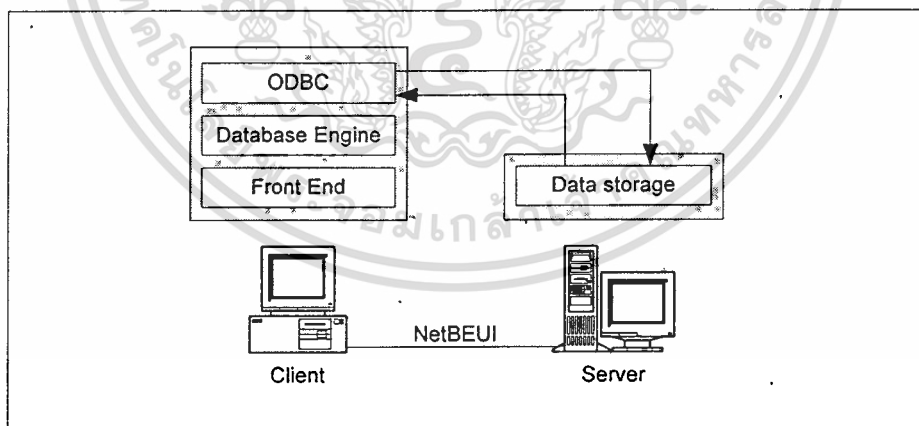 ODBC
Database Engine
Front End
Data storage
NetBEUI
Client
Server